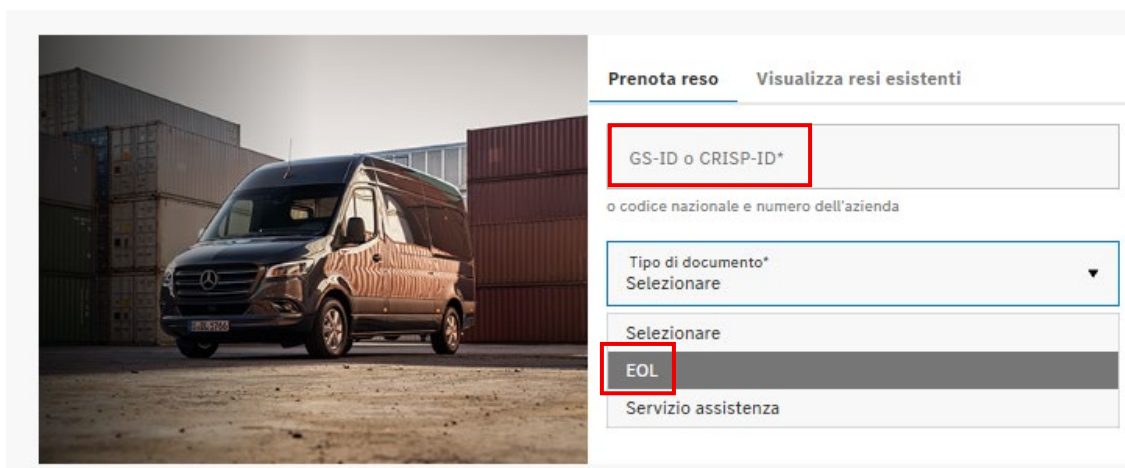 Prenota reso
Visualizza resi esistenti
GS-ID o CRISP-ID*
o codice nazionale e numero dell'azienda
Tipo di documento*
Selezionare
Selezionare
EOL
Servizio assistenza